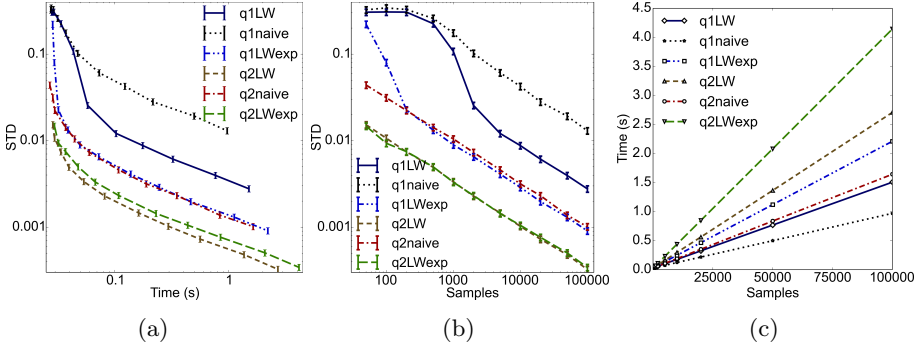 STD
0.1
0.01
0.001
0.1
1
Time (s)
q1LW
q1naive
q1LWexp
q2LW
q2naive
q2LWexp
(a)
STD
0.1
0.01
0.001
100
1000
10000
100000
Samples
q1LW
q1naive
q1LWexp
q2LW
q2naive
q2LWexp
(b)
Time (s)
4.5
4.0
3.5
3.0
2.5
2.0
1.5
1.0
0.5
0.0
25000
50000
75000
100000
Samples
q1LW
q1naive
q1LWexp
q2LW
q2naive
q2LWexp
(c)